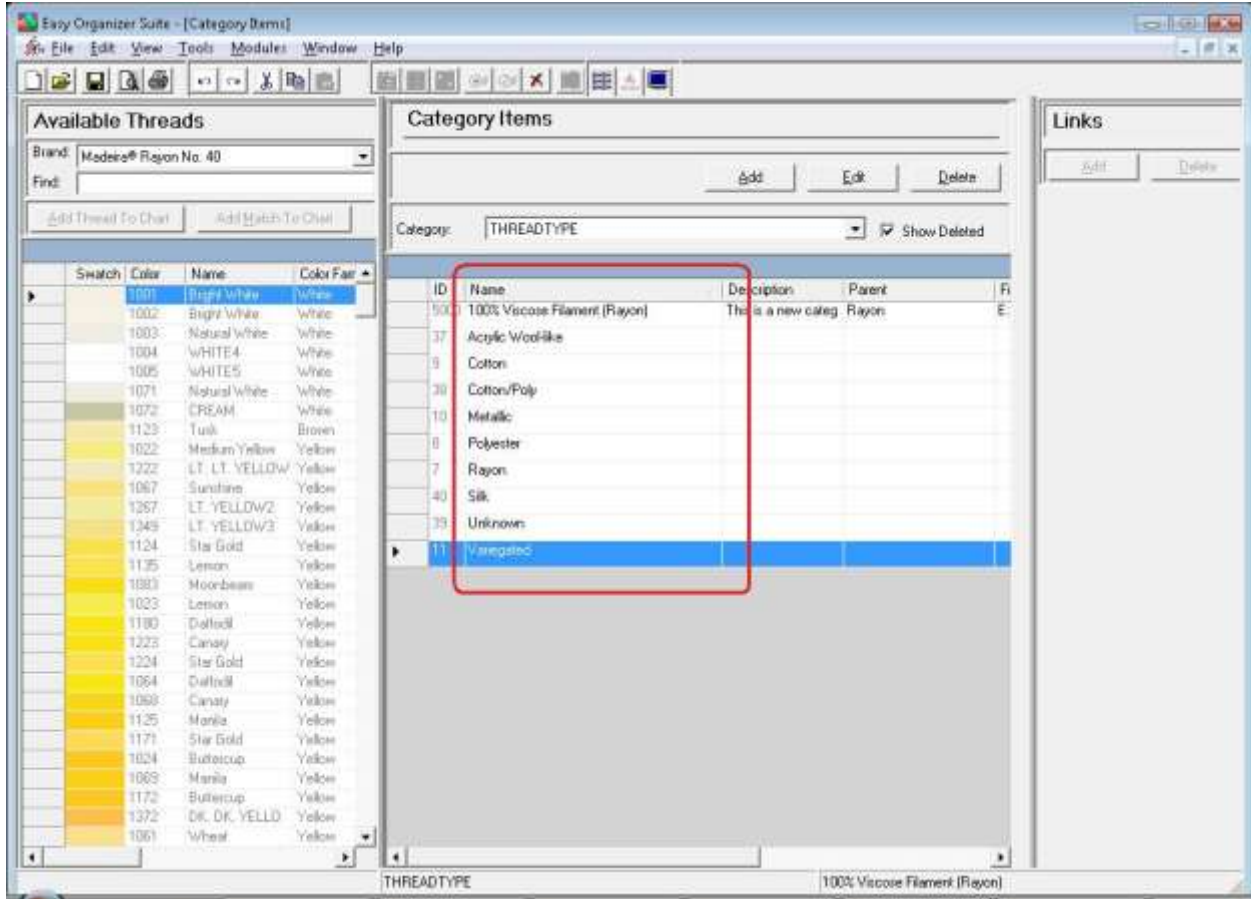 Easy Organizer Suite - [Category Items]
File Edit View Tools Modules Window Help
Available Threads
Brand: Madeira® Rayon No. 40
Find:
Add Thread To Chart Add Match To Chart
Swatch Color Name Color Fam
1001 Bright White White
1002 Bright White White
1003 Natural White White
1004 WHITE4 White
1005 WHITE5 White
1071 Natural White White
1072 CREAM White
1123 Tusk Brown
1022 Medium Yellow Yellow
1222 LT. LT. YELLOW Yellow
1067 Sunshine Yellow
1267 LT. YELLOW2 Yellow
1349 LT. YELLOW3 Yellow
1124 Star Gold Yellow
1135 Lemon Yellow
1083 Moonbeam Yellow
1023 Lemon Yellow
1180 Daffodil Yellow
1223 Canary Yellow
1224 Star Gold Yellow
1064 Daffodil Yellow
1068 Canary Yellow
1125 Manila Yellow
1171 Star Gold Yellow
1024 Buttercup Yellow
1069 Manila Yellow
1172 Buttercup Yellow
1372 DK. DK. YELLO Yellow
1061 Wheat Yellow
Category Items
Add Edit Delete
Category: THREADTYPE Show Deleted
ID Name Description Parent
100% Viscose Filament (Rayon) This is a new categ Rayon
37 Acrylic Wool-like
9 Cotton
38 Cotton/Poly
10 Metallic
8 Polyester
7 Rayon
40 Silk
39 Unknown
11 Variegated
Links
Add Delete
THREADTYPE 100% Viscose Filament (Rayon)